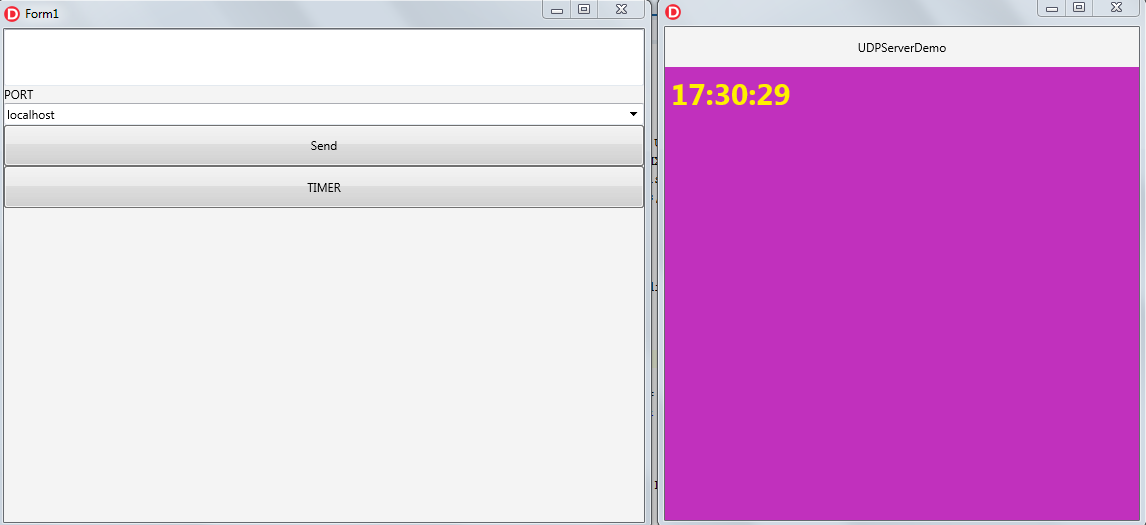 Form1
PORT
localhost
Send
TIMER
UDPServerDemo
17:30:29